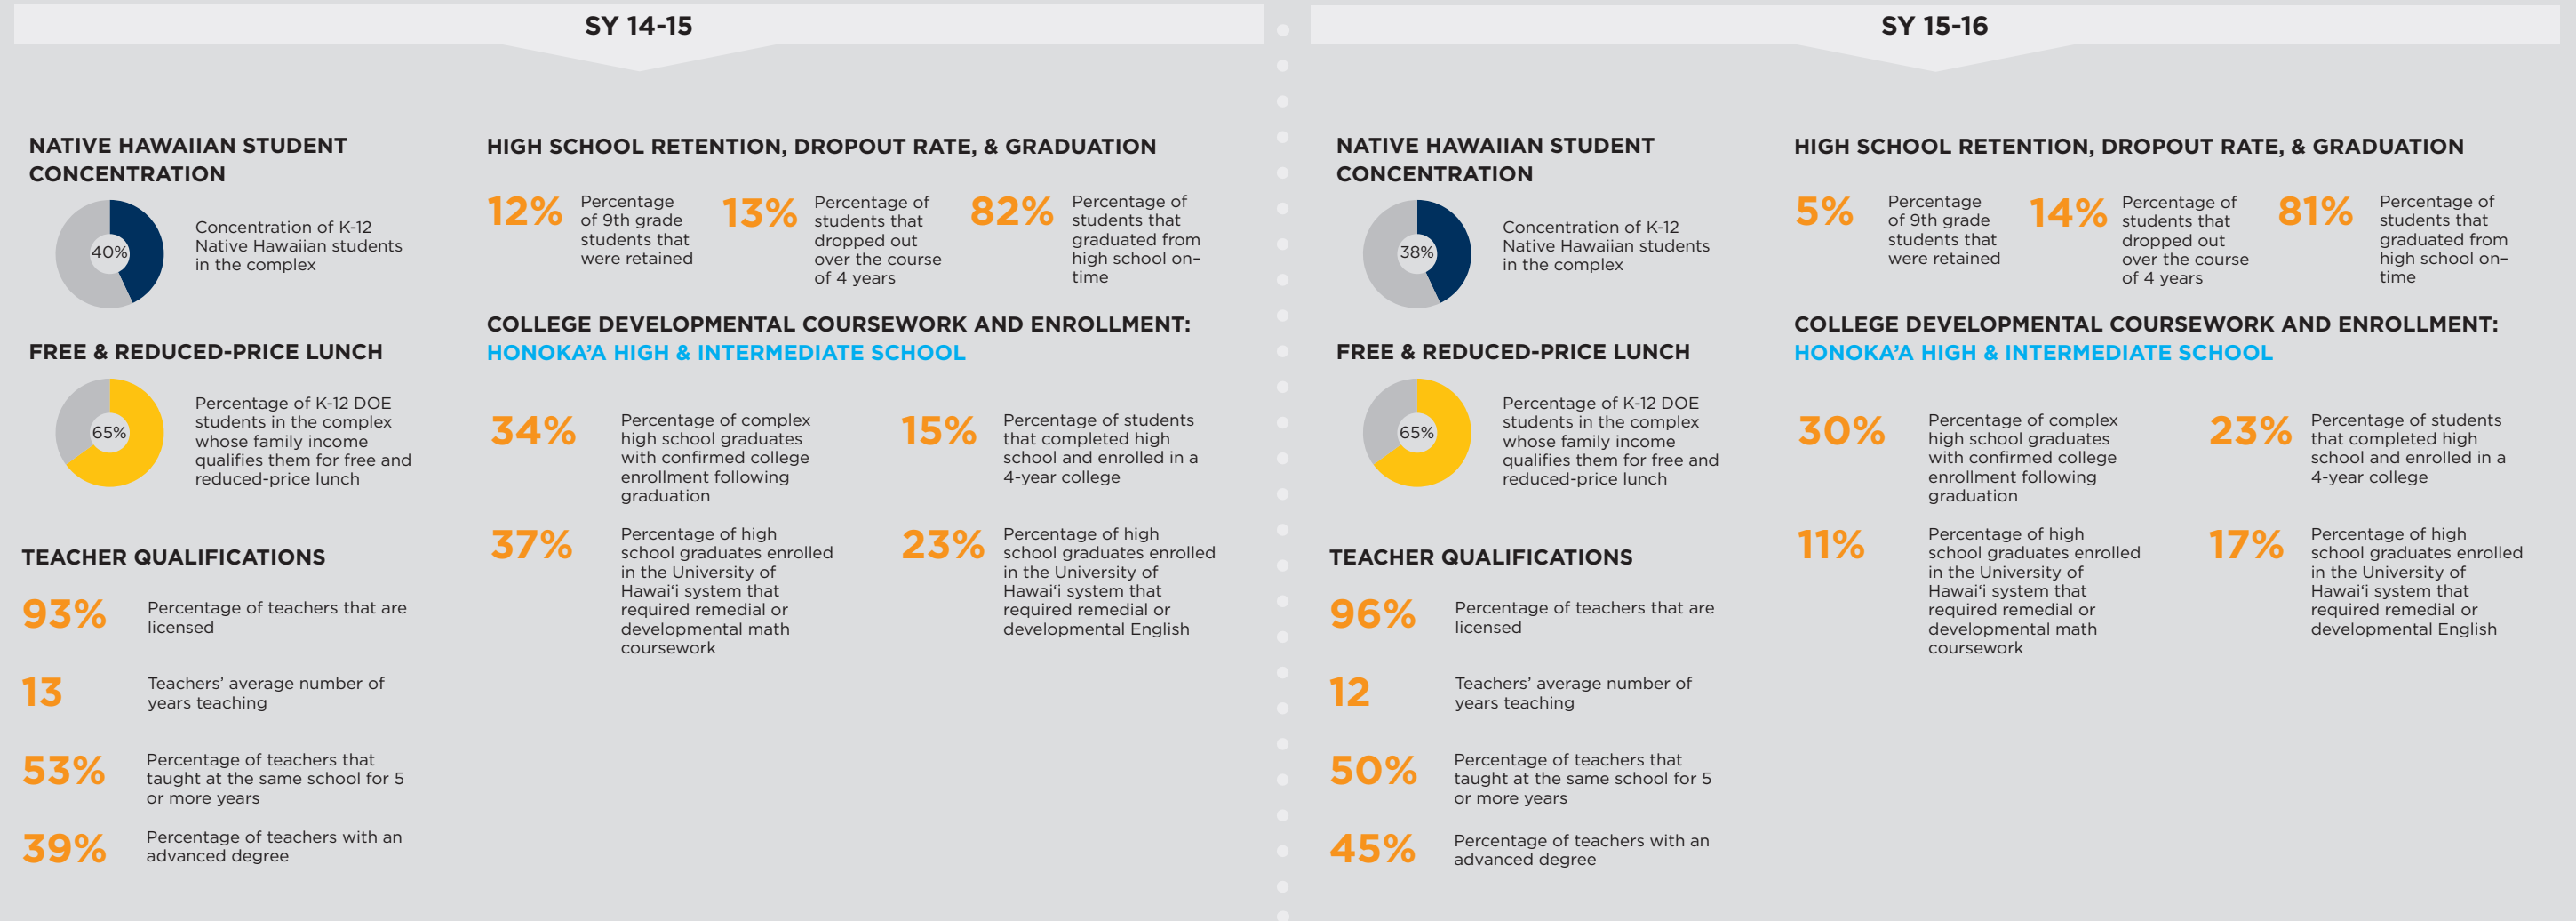 SY 14-15
NATIVE HAWAIIAN STUDENT
CONCENTRATION
40%
Concentration of K-12
Native Hawaiian students
in the complex
FREE & REDUCED-PRICE LUNCH
65%
Percentage of K-12 DOE
students in the complex
whose family income
qualifies them for free and
reduced-price lunch
TEACHER QUALIFICATIONS
93%
Percentage of teachers that are
licensed
13
Teachers’ average number of
years teaching
53%
Percentage of teachers that
taught at the same school for 5
or more years
39%
Percentage of teachers with an
advanced degree
HIGH SCHOOL RETENTION, DROPOUT RATE, & GRADUATION
12%
Percentage
of 9th grade
students that
were retained
13%
Percentage of
students that
dropped out
over the course
of 4 years
82%
Percentage of
students that
graduated from
high school on–
time
COLLEGE DEVELOPMENTAL COURSEWORK AND ENROLLMENT:
HONOKA’A HIGH & INTERMEDIATE SCHOOL
34%
Percentage of complex
high school graduates
with confirmed college
enrollment following
graduation
15%
Percentage of students
that completed high
school and enrolled in a
4-year college
37%
Percentage of high
school graduates enrolled
in the University of
Hawai‘i system that
required remedial or
developmental math
coursework
23%
Percentage of high
school graduates enrolled
in the University of
Hawai‘i system that
required remedial or
developmental English
SY 15-16
NATIVE HAWAIIAN STUDENT
CONCENTRATION
38%
Concentration of K-12
Native Hawaiian students
in the complex
FREE & REDUCED-PRICE LUNCH
65%
Percentage of K-12 DOE
students in the complex
whose family income
qualifies them for free and
reduced-price lunch
TEACHER QUALIFICATIONS
96%
Percentage of teachers that are
licensed
12
Teachers’ average number of
years teaching
50%
Percentage of teachers that
taught at the same school for 5
or more years
45%
Percentage of teachers with an
advanced degree
HIGH SCHOOL RETENTION, DROPOUT RATE, & GRADUATION
5%
Percentage
of 9th grade
students that
were retained
14%
Percentage of
students that
dropped out
over the course
of 4 years
81%
Percentage of
students that
graduated from
high school on–
time
COLLEGE DEVELOPMENTAL COURSEWORK AND ENROLLMENT:
HONOKA’A HIGH & INTERMEDIATE SCHOOL
30%
Percentage of complex
high school graduates
with confirmed college
enrollment following
graduation
23%
Percentage of students
that completed high
school and enrolled in a
4-year college
11%
Percentage of high
school graduates enrolled
in the University of
Hawai‘i system that
required remedial or
developmental math
coursework
17%
Percentage of high
school graduates enrolled
in the University of
Hawai‘i system that
required remedial or
developmental English